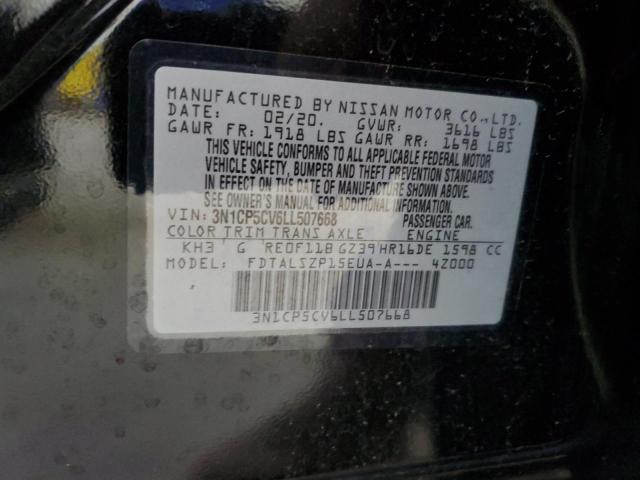 MANUFACTURED BY NISSAN MOTOR CO.,LTD.
DATE: 02/20. GVWR: 3616 LBS
GAWR FR: 1918 LBS GAWR RR: 1698 LBS
THIS VEHICLE CONFORMS TO ALL APPLICABLE FEDERAL MOTOR
VEHICLE SAFETY, BUMPER AND THEFT PREVENTION STANDARDS
IN EFFECT ON THE DATE OF MANUFACTURE SHOWN ABOVE.
SEE OWNER'S MANUAL FOR ADDITIONAL INFORMATION.
VIN: 3N1CP5CV6LL507668 PASSENGER CAR.
COLOR TRIM TRANS AXLE
KH3 G RE0F11B GZ39 HR16DE 1598 CC
MODEL: FDTALSZP15EUA-A--- 4Z000
3N1CP5CV6LL507668